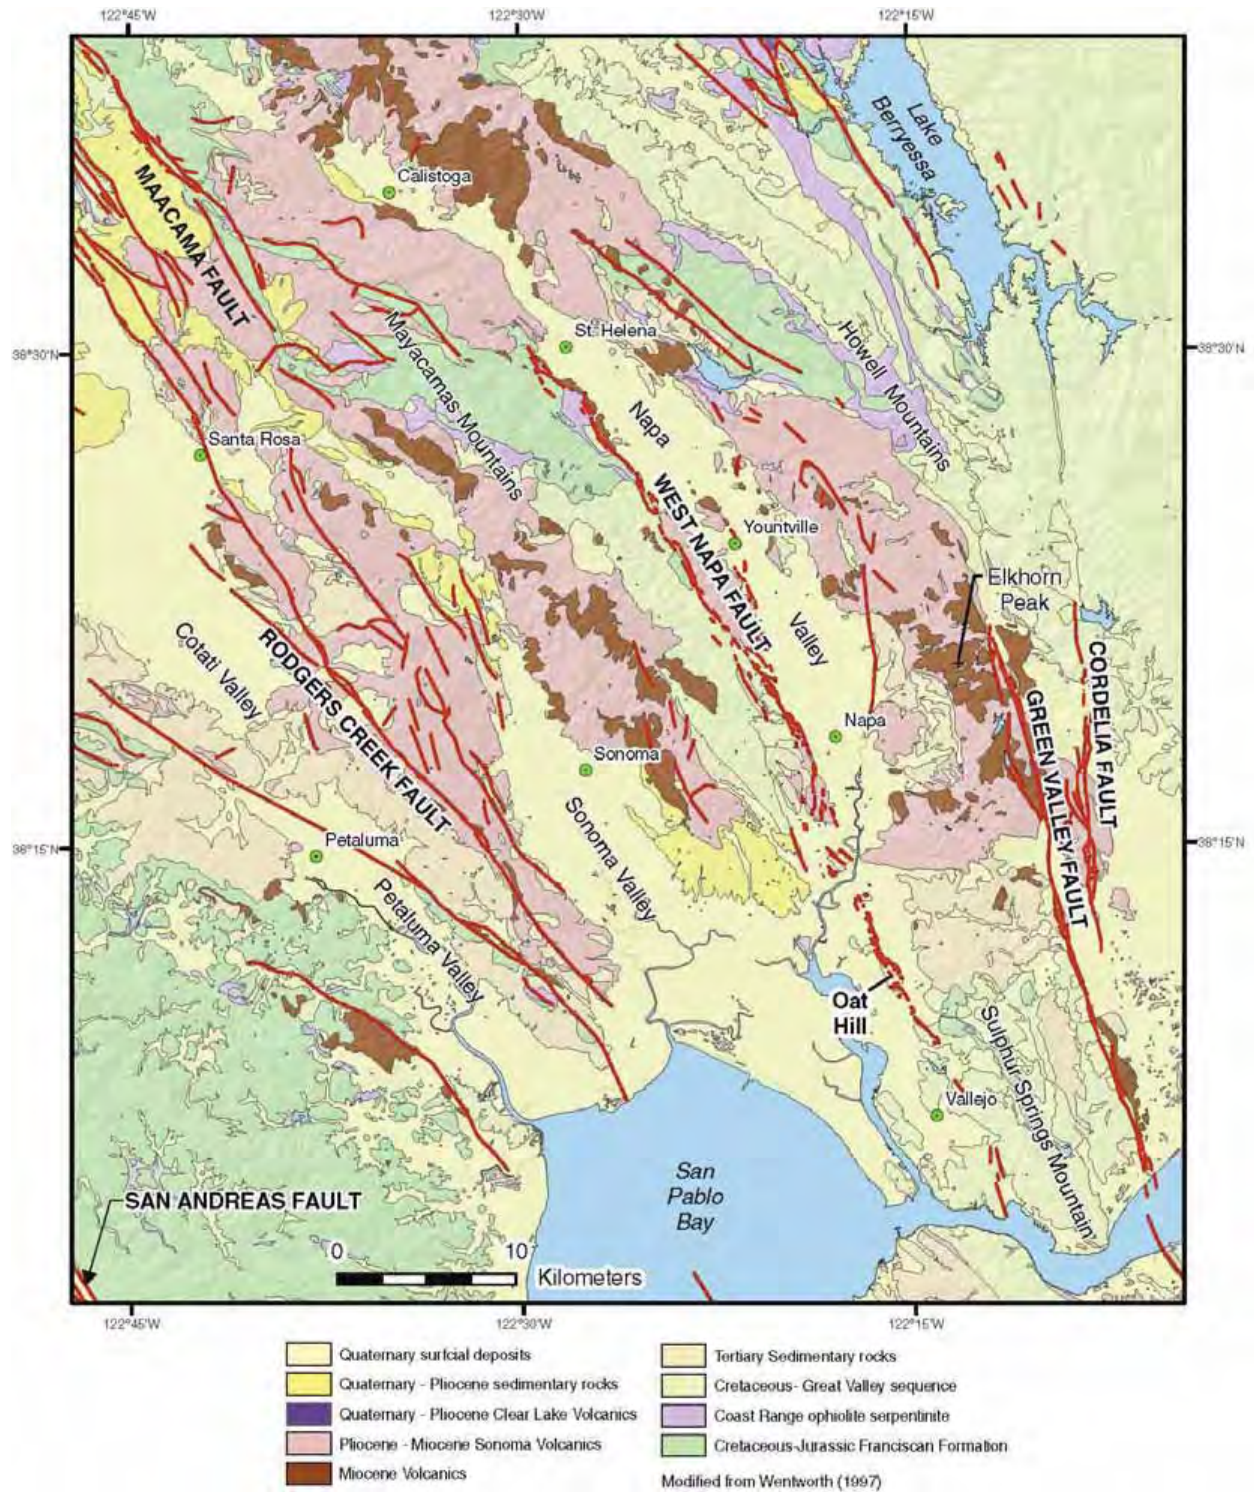 122°45'W
122°30'W
122°15'W
Lake
Berryessa
Calistoga
MAACAMA FAULT
St. Helena
38°30'N
38°30'N
Mayacamas Mountains
Howell Mountains
Napa
Valley
Santa Rosa
WEST NAPA FAULT
Yountville
Elkhorn
Peak
Cotati Valley
RODGERS CREEK FAULT
CORDELIA FAULT
GREEN VALLEY FAULT
Napa
Sonoma
Sonoma Valley
Petaluma
38°15'N
38°15'N
Petaluma Valley
Oat
Hill
Sulphur Springs Mountain
Vallejo
San
Pablo
Bay
SAN ANDREAS FAULT
0 10
Kilometers
122°45'W
122°30'W
122°15'W
Quaternary surfcial deposits
Quaternary - Pliocene sedimentary rocks
Quaternary - Pliocene Clear Lake Volcanics
Pliocene - Miocene Sonoma Volcanics
Miocene Volcanics
Tertiary Sedimentary rocks
Cretaceous- Great Valley sequence
Coast Range ophiolite serpentinite
Cretaceous-Jurassic Franciscan Formation
Modified from Wentworth (1997)